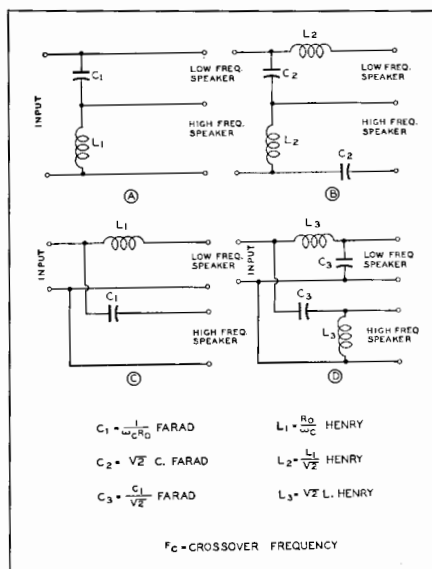 INPUT
C1
L1
LOW FREQ.
SPEAKER
HIGH FREQ.
SPEAKER
A
L2
C2
L2
C2
LOW FREQ.
SPEAKER
HIGH FREQ.
SPEAKER
B
INPUT
L1
C1
LOW FREQ.
SPEAKER
HIGH FREQ.
SPEAKER
C
INPUT
L3
C3
C3
L3
LOW FREQ.
SPEAKER
HIGH FREQ.
SPEAKER
D
C1 = 1/ωCRO FARAD
L1 = RO/ωC HENRY
C2 = √2 C. FARAD
L2 = L1/√2 HENRY
C3 = C1/√2 FARAD
L3 = √2 L. HENRY
FC = CROSSOVER FREQUENCY